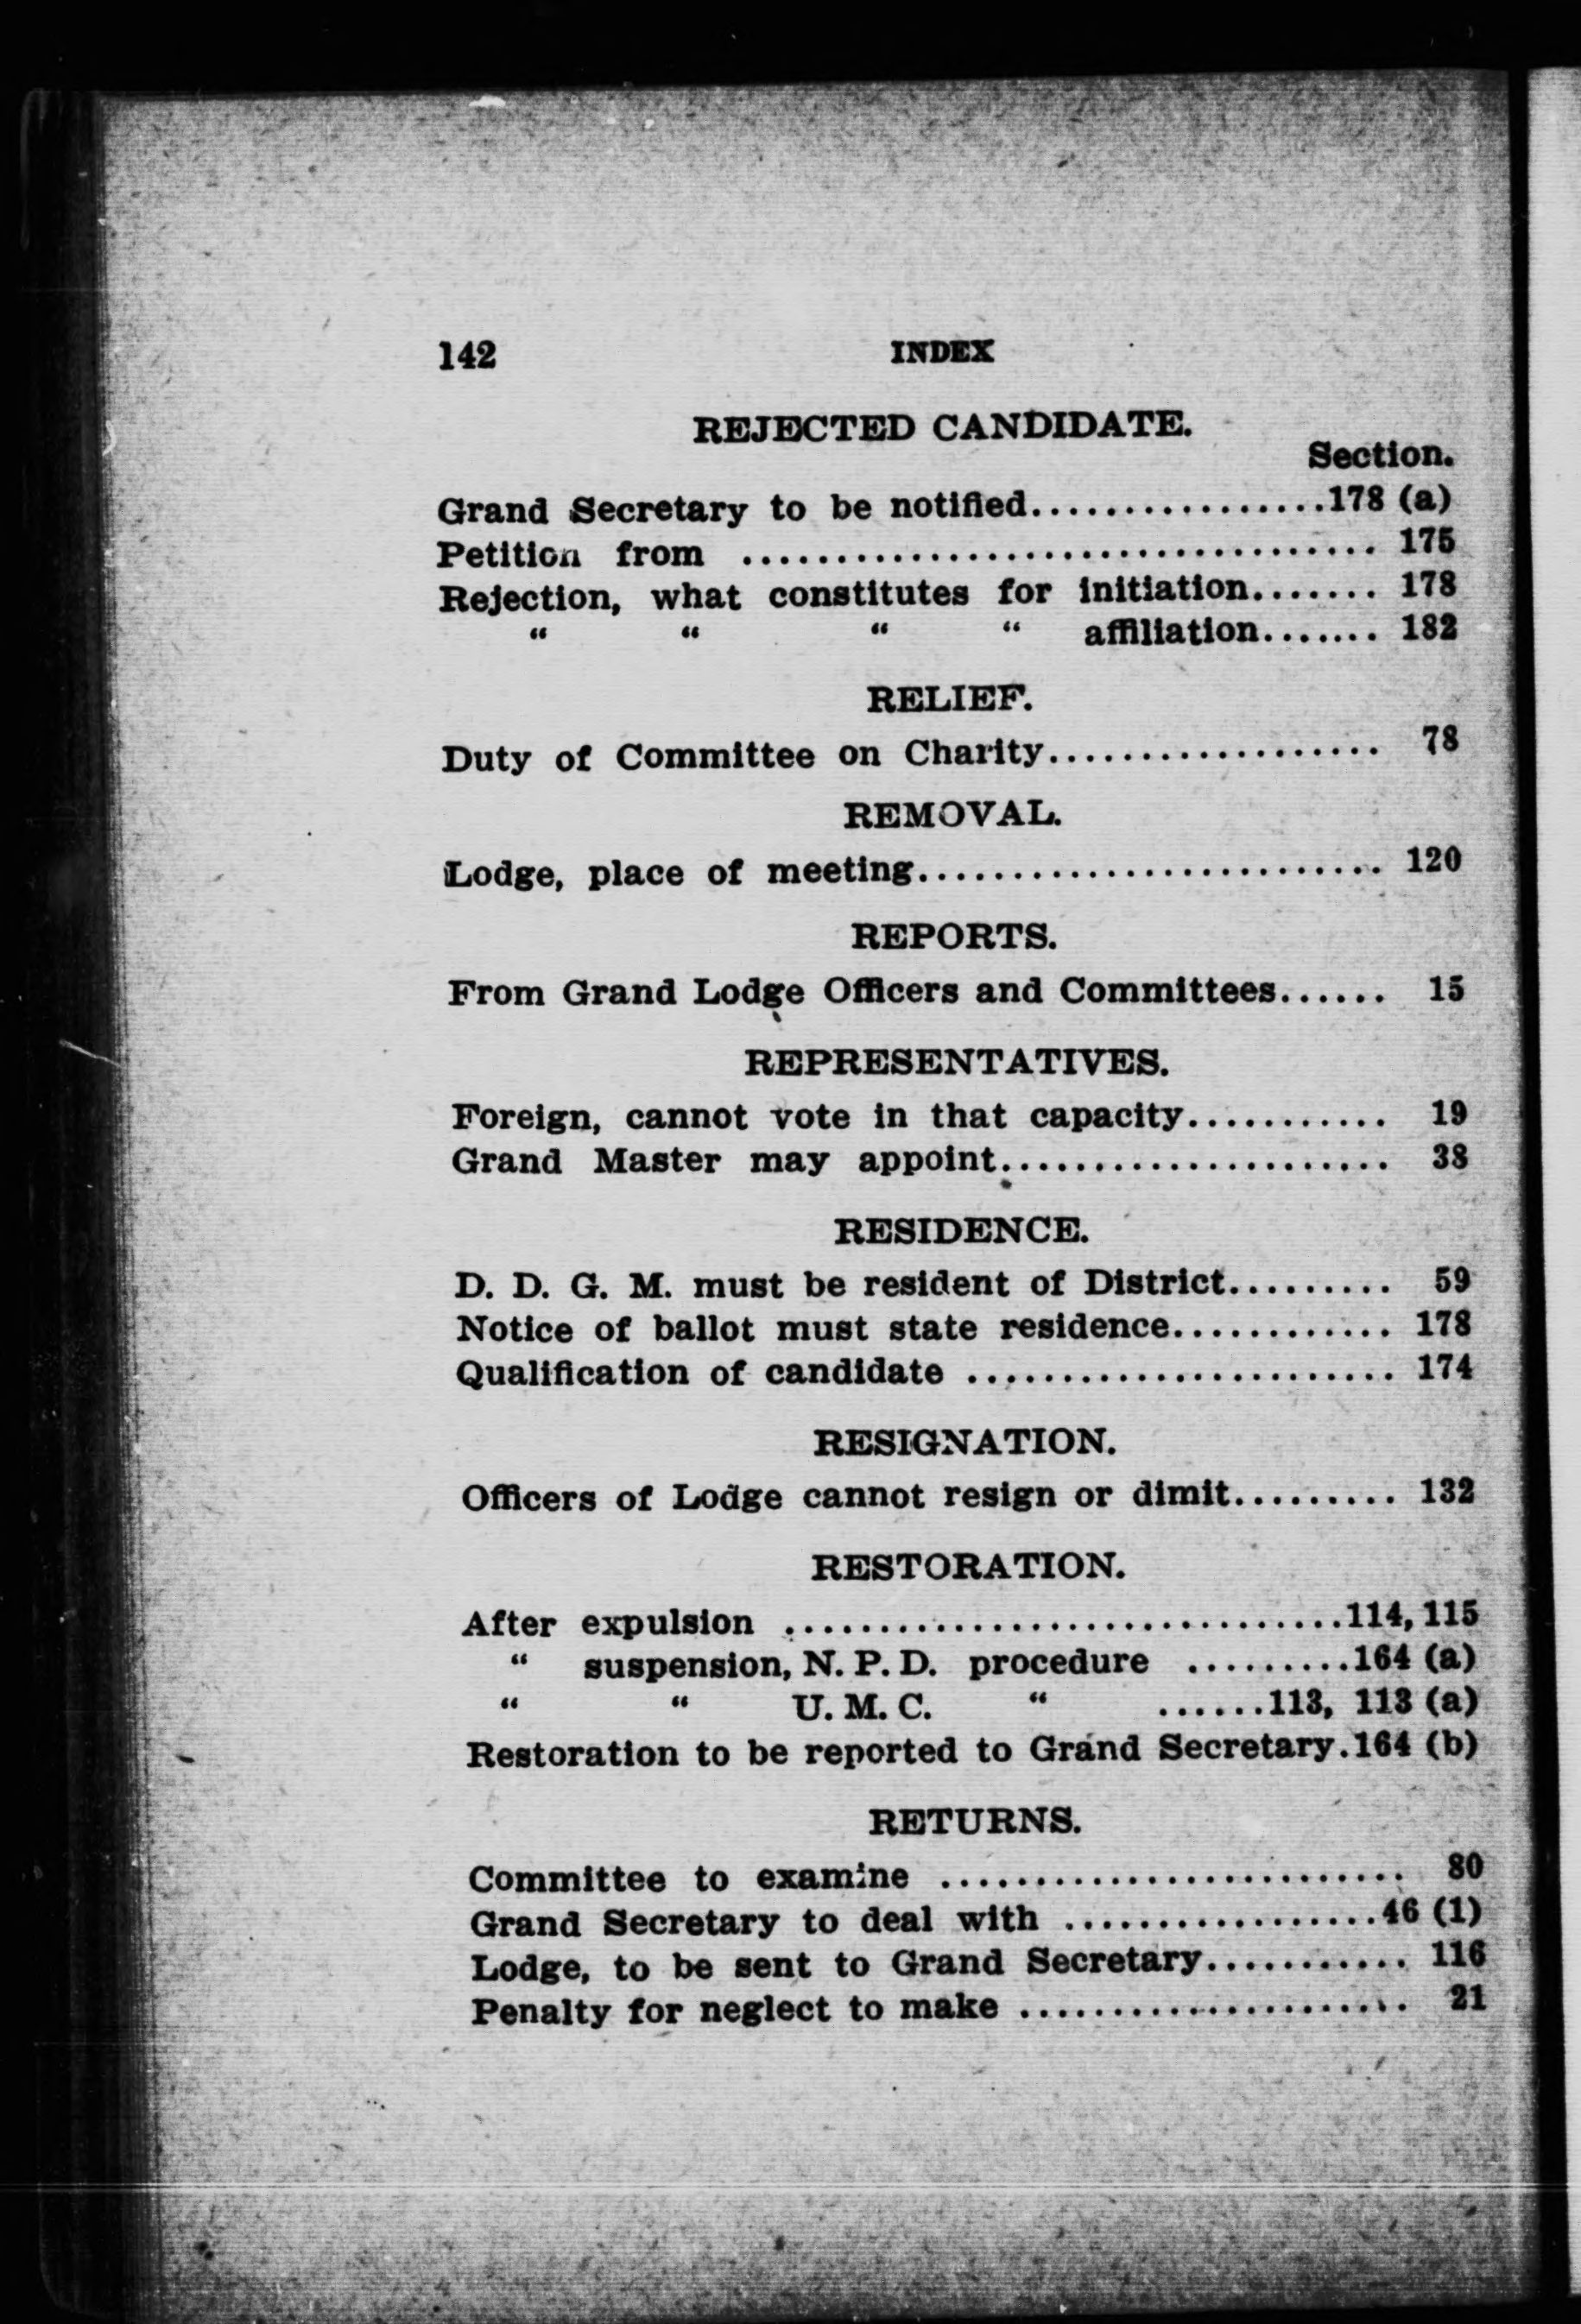 142 INDEX
REJECTED CANDIDATE.
Section.
Grand Secretary to be notified................178 (a)
Petition from .................................. 175
Rejection, what constitutes for initiation....... 178
“ “ “ “ affiliation....... 182
RELIEF.
Duty of Committee on Charity.................. 78
REMOVAL.
Lodge, place of meeting......................... 120
REPORTS.
From Grand Lodge Officers and Committees...... 15
REPRESENTATIVES.
Foreign, cannot vote in that capacity........... 19
Grand Master may appoint..................... 38
RESIDENCE.
D. D. G. M. must be resident of District......... 59
Notice of ballot must state residence............ 178
Qualification of candidate ....................... 174
RESIGNATION.
Officers of Lodge cannot resign or dimit......... 132
RESTORATION.
After expulsion ..............................114, 115
“ suspension, N. P. D. procedure .........164 (a)
“ “ U. M. C. “ ......113, 113 (a)
Restoration to be reported to Grand Secretary.164 (b)
RETURNS.
Committee to examine ......................... 80
Grand Secretary to deal with .................46 (1)
Lodge, to be sent to Grand Secretary........... 116
Penalty for neglect to make ..................... 21